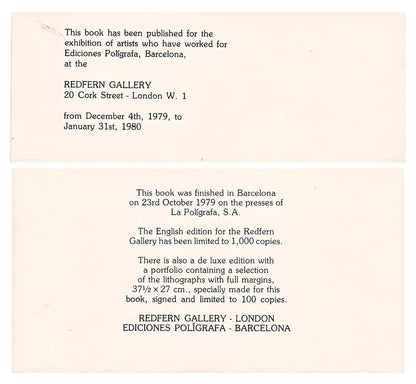 This book has been published for the
exhibition of artists who have worked for
Ediciones Polígrafa, Barcelona,
at the
REDFERN GALLERY
20 Cork Street - London W. 1
from December 4th, 1979, to
January 31st, 1980
This book was finished in Barcelona
on 23rd October 1979 on the presses of
La Polígrafa, S.A.
The English edition for the Redfern
Gallery has been limited to 1,000 copies.
There is also a de luxe edition with
a portfolio containing a selection
of the lithographs with full margins,
37½ × 27 cm., specially made for this
book, signed and limited to 100 copies.
REDFERN GALLERY - LONDON
EDICIONES POLÍGRAFA - BARCELONA